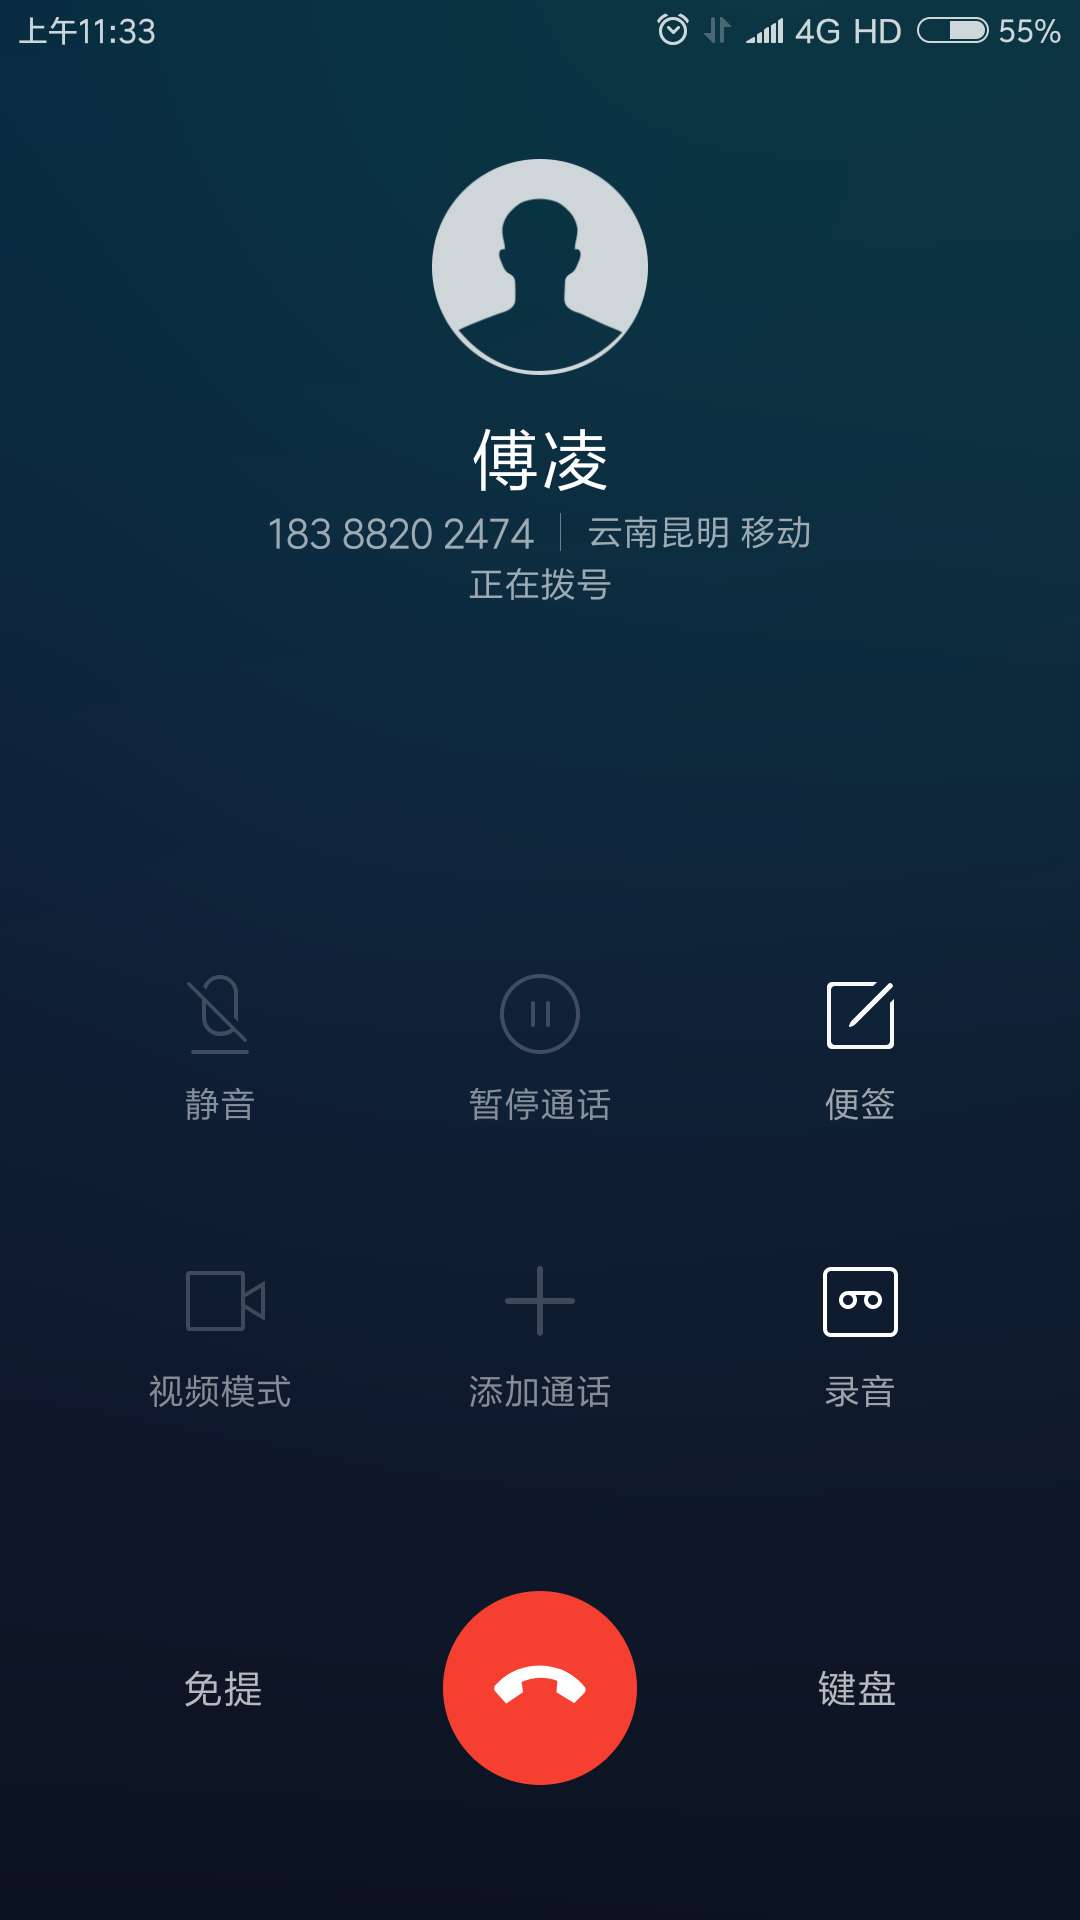 上午11:33 4G HD 55%
傅凌
183 8820 2474 云南昆明 移动
正在拨号
静音 暂停通话 便签
视频模式 添加通话 录音
免提 键盘